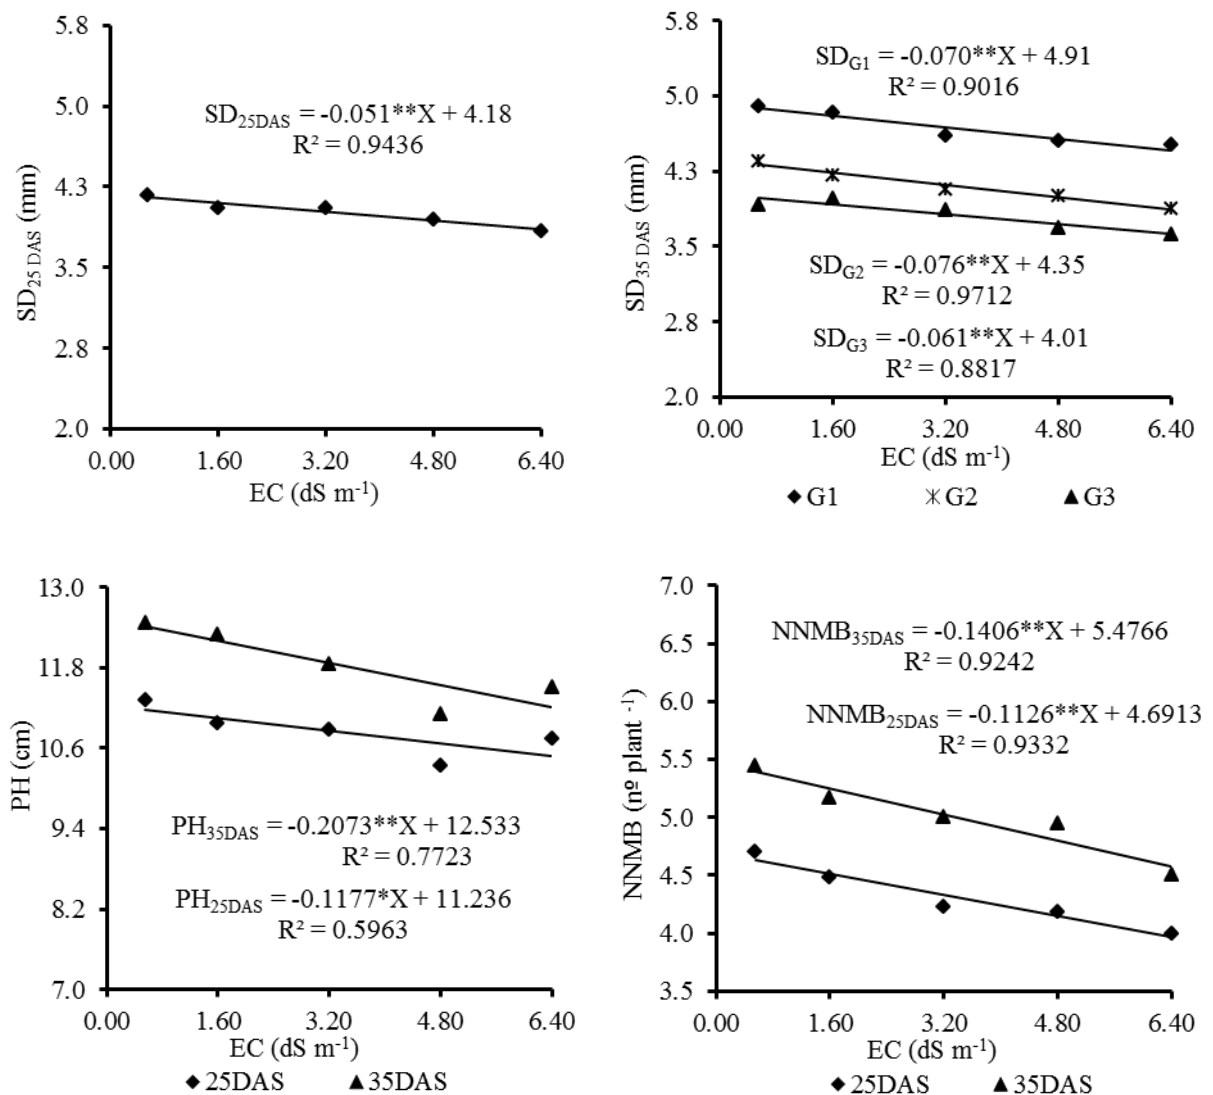 5.8
5.0
4.3
3.5
2.8
2.0
SD25 DAS (mm)
SD25DAS = -0.051**X + 4.18
R² = 0.9436
0.00 1.60 3.20 4.80 6.40
EC (dS m-1)
5.8
5.0
4.3
3.5
2.8
2.0
SD35 DAS (mm)
SDG1 = -0.070**X + 4.91
R² = 0.9016
SDG2 = -0.076**X + 4.35
R² = 0.9712
SDG3 = -0.061**X + 4.01
R² = 0.8817
0.00 1.60 3.20 4.80 6.40
EC (dS m-1)
G1 G2 G3
13.0
11.8
10.6
9.4
8.2
7.0
PH (cm)
PH35DAS = -0.2073**X + 12.533
R² = 0.7723
PH25DAS = -0.1177*X + 11.236
R² = 0.5963
0.00 1.60 3.20 4.80 6.40
EC (dS m-1)
25DAS 35DAS
7.0
6.5
6.0
5.5
5.0
4.5
4.0
3.5
NNMB (nº plant -1)
NNMB35DAS = -0.1406**X + 5.4766
R² = 0.9242
NNMB25DAS = -0.1126**X + 4.6913
R² = 0.9332
0.00 1.60 3.20 4.80 6.40
EC (dS m-1)
25DAS 35DAS